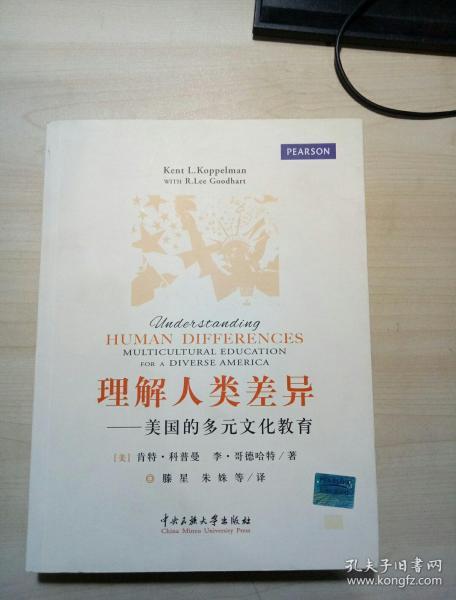 PEARSON
Kent L.Koppelman
WITH R.Lee Goodhart
Understanding
HUMAN DIFFERENCES
MULTICULTURAL EDUCATION
FOR A DIVERSE AMERICA
理解人类差异
——美国的多元文化教育
[美] 肯特·科普曼 李·哥德哈特/著
滕 星 朱 姝 等/译
中央民族大学出版社
China Minzu University Press
PEARSON
孔夫子旧书网
www.kongfz.com